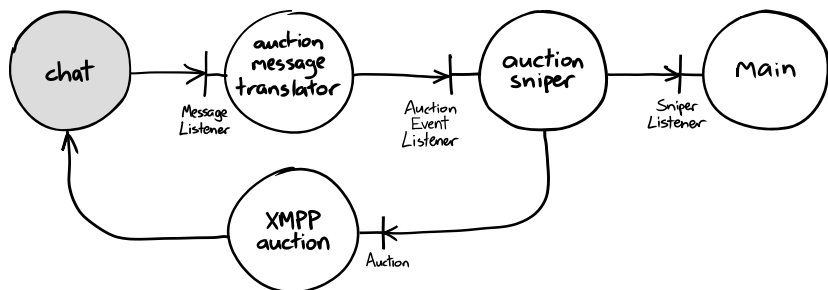 chat
auction
message
translator
auction
sniper
Main
Message
Listener
Auction
Event
Listener
Sniper
Listener
XMPP
auction
Auction